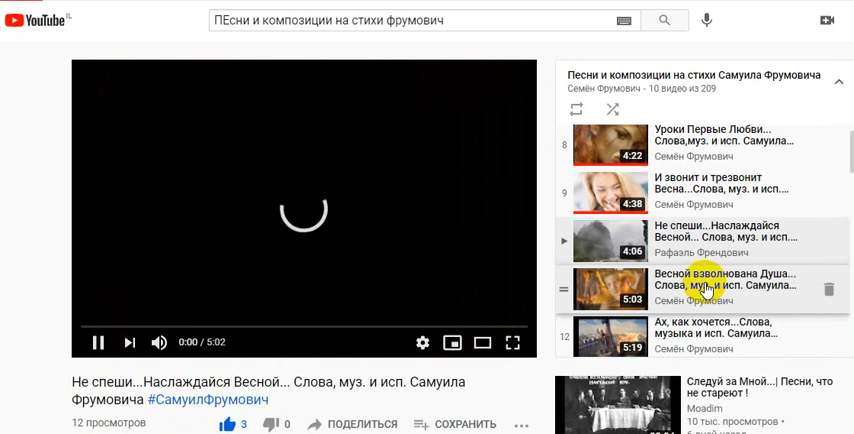 YouTube IL
ПЕсни и композиции на стихи фрумович
0:00 / 5:02
Не спеши...Наслаждайся Весной... Слова, муз. и исп. Самуила
Фрумовича #СамуилФрумович
12 просмотров
3
0
ПОДЕЛИТЬСЯ
СОХРАНИТЬ
Песни и композиции на стихи Самуила Фрумовича
Семён Фрумович - 10 видео из 209
8
4:22
Уроки Первые Любви...
Слова,муз. и исп. Самуила...
Семён Фрумович
9
4:38
И звонит и трезвонит
Весна...Слова, муз. и исп....
Семён Фрумович
4:06
Не спеши...Наслаждайся
Весной... Слова, муз. и исп....
Рафаэль Френдович
5:03
Весной взволнована Душа...
Слова, муз. и исп. Самуила...
Семён Фрумович
12
5:19
Ах, как хочется...Слова,
музыка и исп. Самуила...
Семён Фрумович
Следуй за Мной...| Песни, что
не стареют !
Moadim
10 тыс. просмотров •